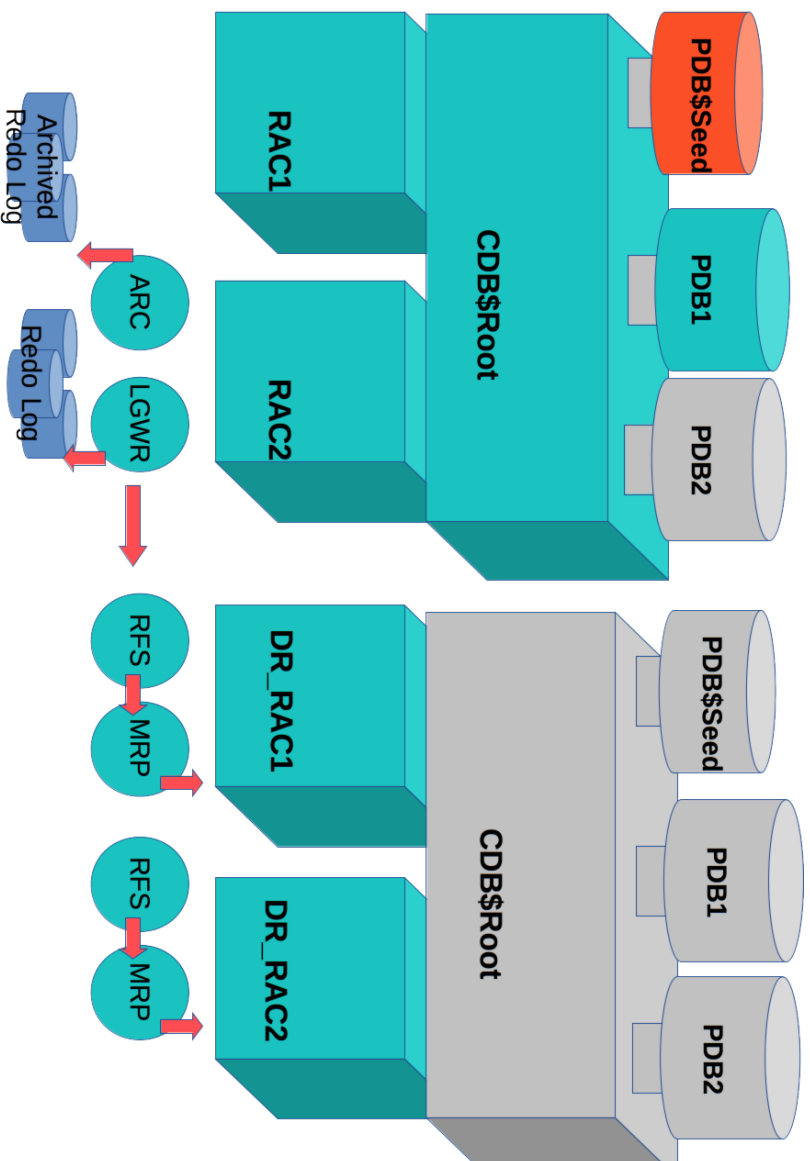 PDB$Seed
PDB1
PDB2
PDB$Seed
PDB1
PDB2
CDB$Root
CDB$Root
RAC1
RAC2
DR_RAC1
DR_RAC2
ARC
LGWR
RFS
MRP
RFS
MRP
Archived
Redo Log
Redo Log